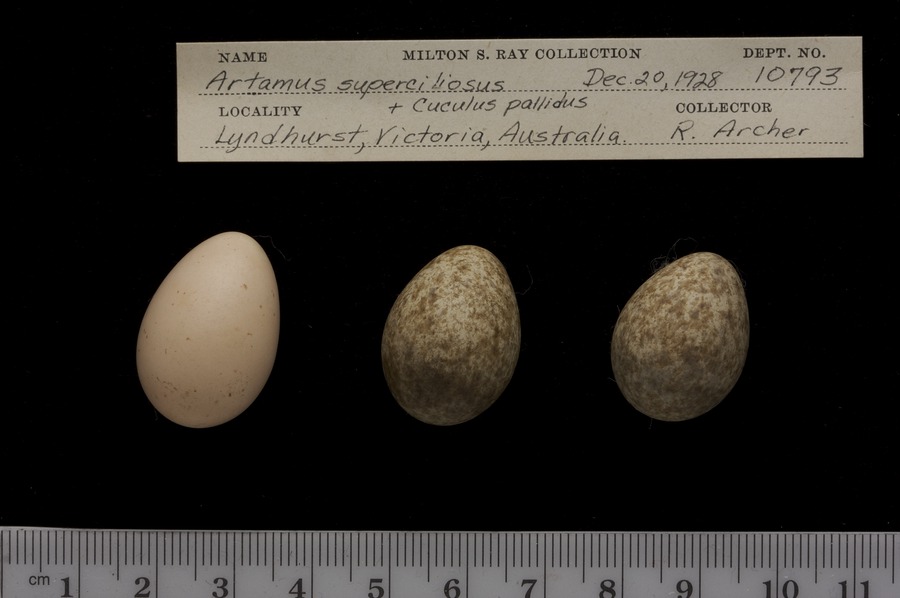 NAME MILTON S. RAY COLLECTION DEPT. NO.
Artamus superciliosus Dec. 20, 1928 10793
+ Cuculus pallidus
LOCALITY COLLECTOR
Lyndhurst, Victoria, Australia. R. Archer
cm 1 2 3 4 5 6 7 8 9 10 11